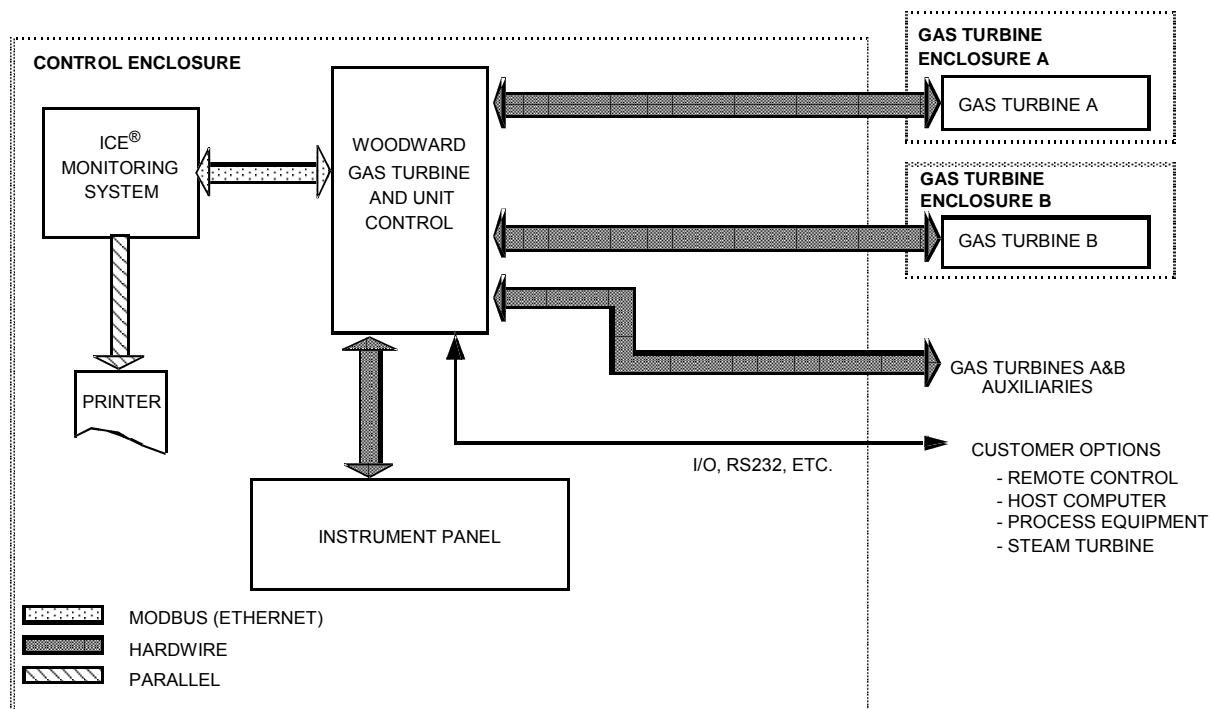 GAS TURBINE
ENCLOSURE A
CONTROL ENCLOSURE
GAS TURBINE A
ICE®
MONITORING
SYSTEM
WOODWARD
GAS TURBINE
AND UNIT
CONTROL
GAS TURBINE
ENCLOSURE B
GAS TURBINE B
GAS TURBINES A&B
AUXILIARIES
PRINTER
I/O, RS232, ETC.
CUSTOMER OPTIONS
- REMOTE CONTROL
- HOST COMPUTER
- PROCESS EQUIPMENT
- STEAM TURBINE
INSTRUMENT PANEL
MODBUS (ETHERNET)
HARDWIRE
PARALLEL